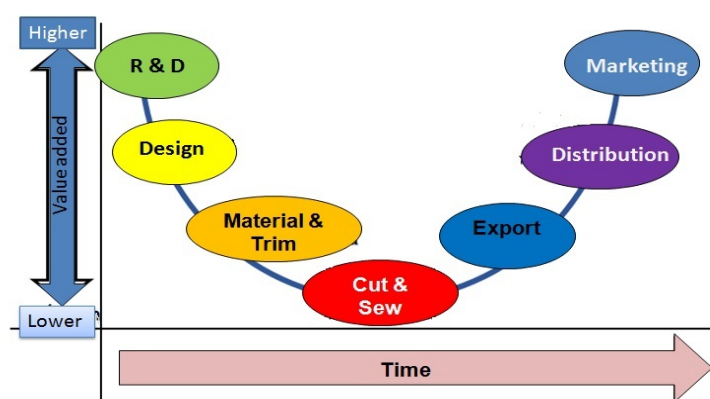 Higher
R & D
Marketing
Value added
Design
Distribution
Material &
Trim
Export
Cut &
Sew
Lower
Time